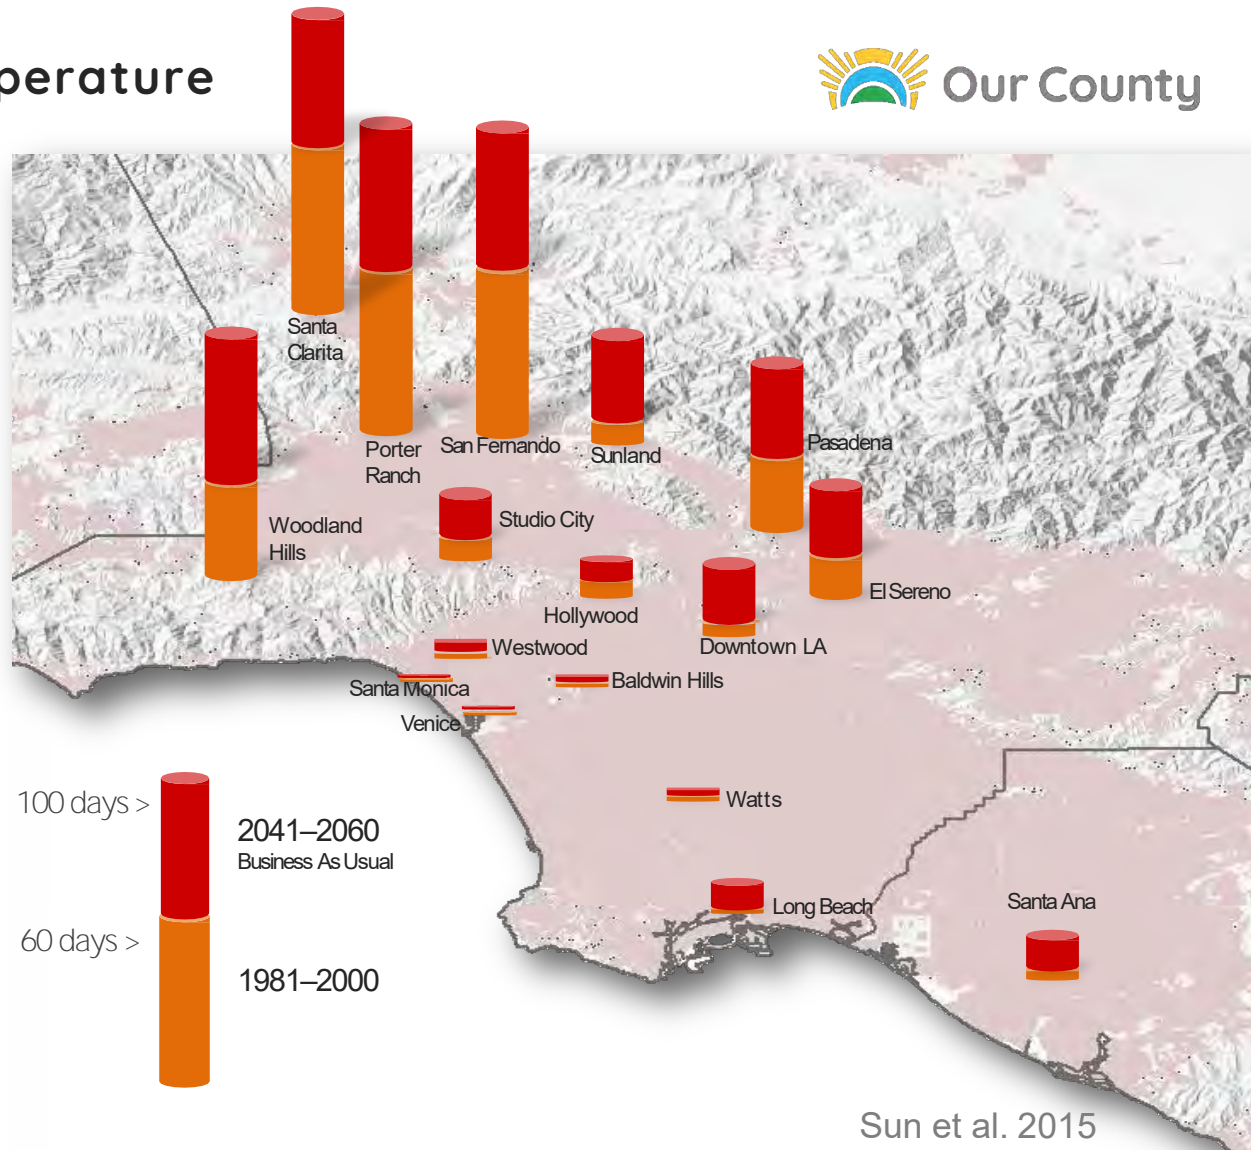 perature
Our County
Santa
Clarita
Porter
Ranch
San Fernando
Sunland
Pasadena
Woodland
Hills
Studio City
El Sereno
Hollywood
Downtown LA
Westwood
Santa Monica
Baldwin Hills
Venice
Watts
Long Beach
Santa Ana
100 days >
2041–2060
Business As Usual
60 days >
1981–2000
Sun et al. 2015